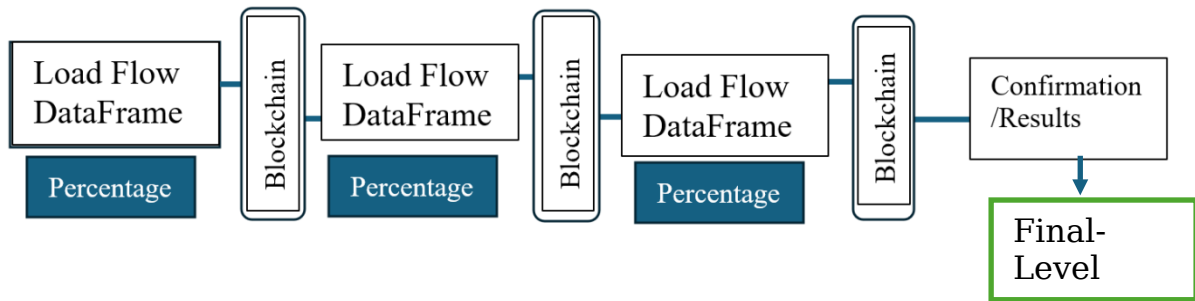 Load Flow
DataFrame
Percentage
Blockchain
Load Flow
DataFrame
Percentage
Blockchain
Load Flow
DataFrame
Percentage
Blockchain
Confirmation
/Results
Final-
Level